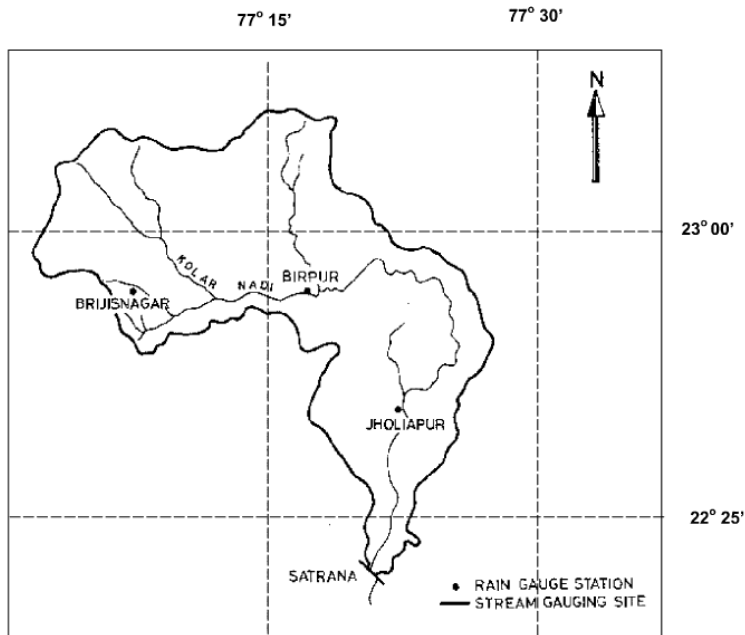 77° 15'
77° 30'
N
23° 00'
KOLAR NADI
BIRPUR
BRIJISNAGAR
JHOLIAPUR
22° 25'
SATRANA
RAIN GAUGE STATION
STREAM GAUGING SITE